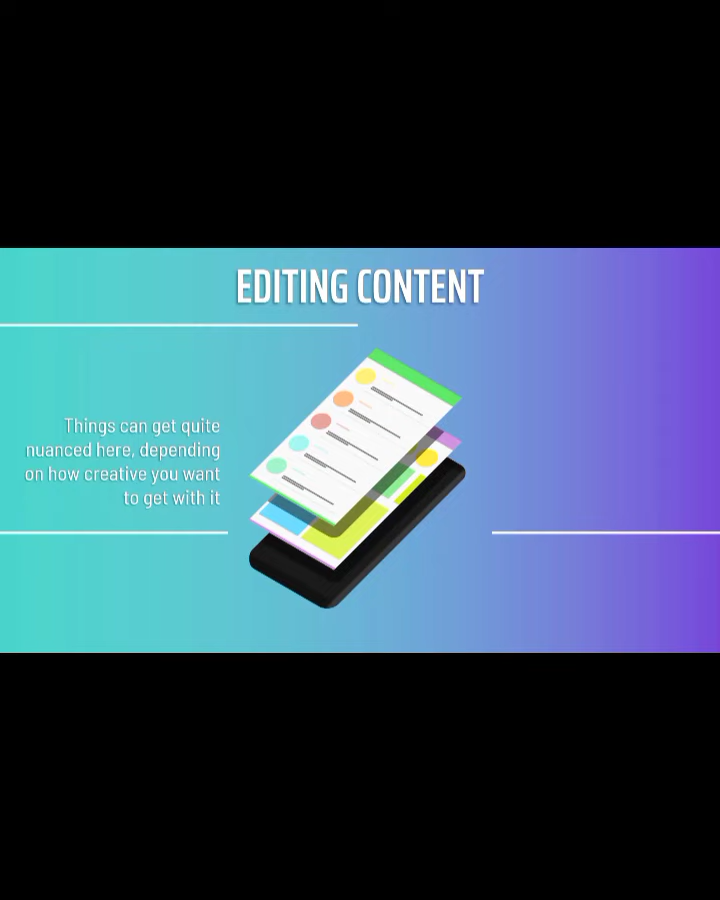 EDITING CONTENT
Things can get quite
nuanced here, depending
on how creative you want
to get with it